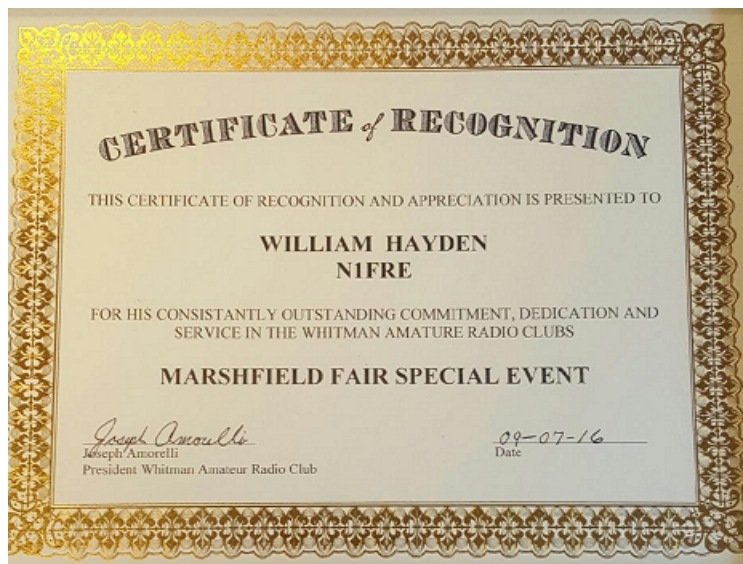 CERTIFICATE of RECOGNITION
THIS CERTIFICATE OF RECOGNITION AND APPRECIATION IS PRESENTED TO
WILLIAM HAYDEN
N1FRE
FOR HIS CONSISTANTLY OUTSTANDING COMMITMENT, DEDICATION AND
SERVICE IN THE WHITMAN AMATURE RADIO CLUBS
MARSHFIELD FAIR SPECIAL EVENT
Joseph Amorelli 09-07-16
Joseph Amorelli Date
President Whitman Amateur Radio Club